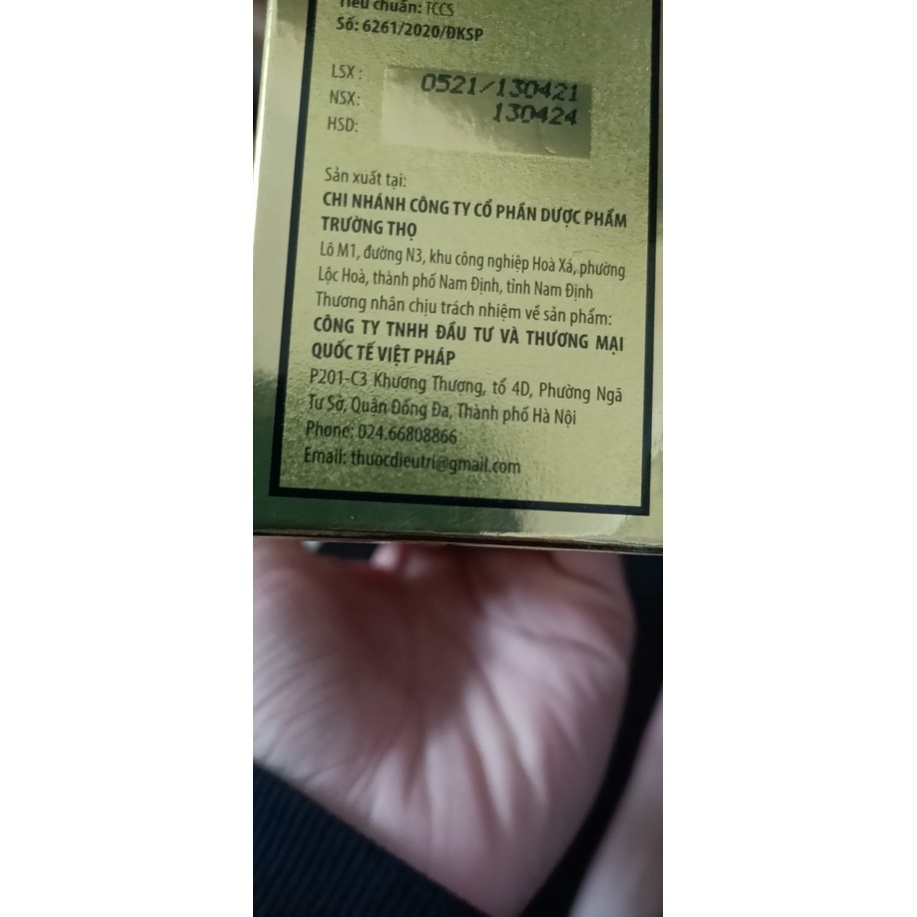 Tiêu chuẩn: TCCS
Số: 6261/2020/ĐKSP
LSX :
0521/130421
NSX:
130424
HSD:
Sản xuất tại:
CHI NHÁNH CÔNG TY CỔ PHẦN DƯỢC PHẨM
TRƯỜNG THỌ
Lô M1, đường N3, khu công nghiệp Hoà Xá, phường
Lộc Hoà, thành phố Nam Định, tỉnh Nam Định
Thương nhân chịu trách nhiệm về sản phẩm:
CÔNG TY TNHH ĐẦU TƯ VÀ THƯƠNG MẠI
QUỐC TẾ VIỆT PHÁP
P201-C3 Khương Thượng, tổ 4D, Phường Ngã
Tư Sở, Quận Đống Đa, Thành phố Hà Nội
Phone: 024.66808866
Email: thuocdieutri@gmail.com